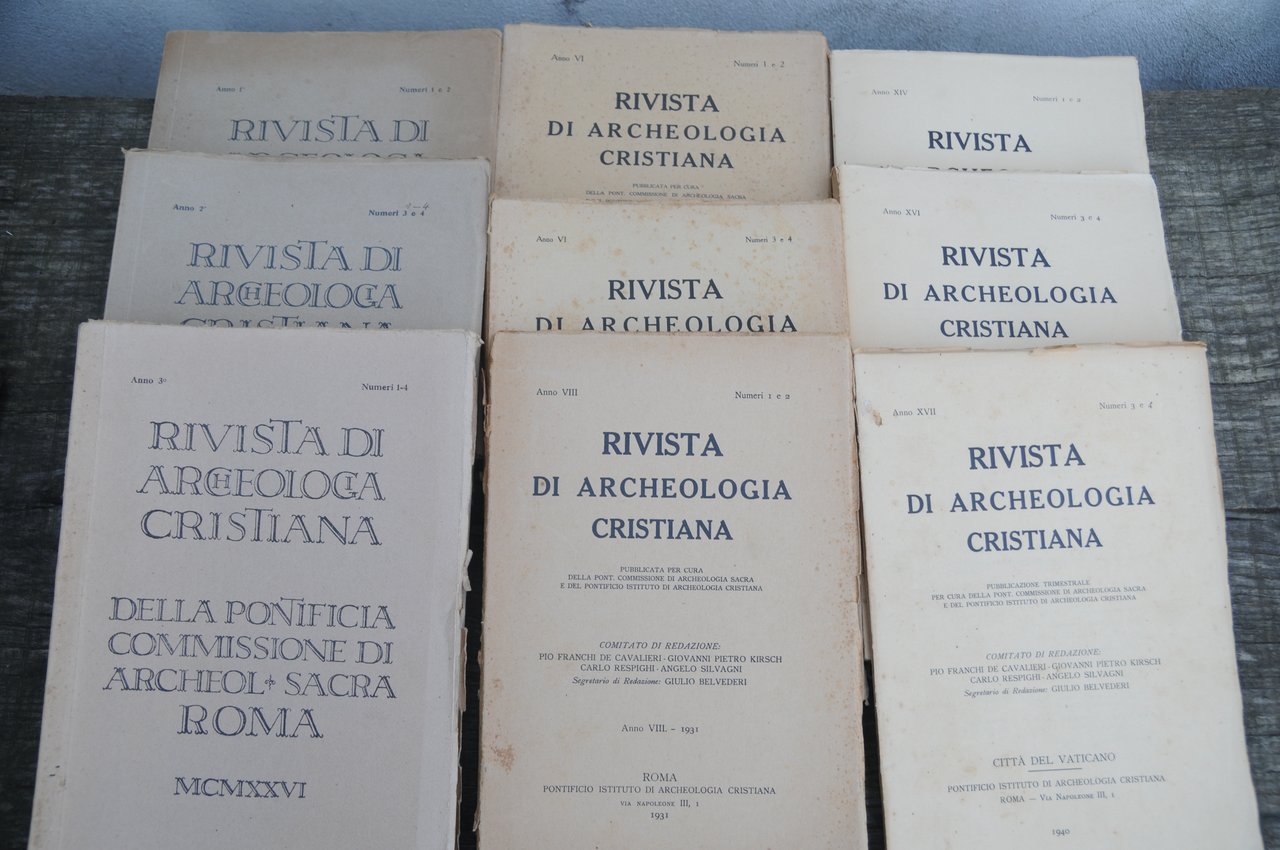 Anno 1°
Numeri 1 e 2
RIVISTA DI
Anno 2°
Numeri 3 e 4
3-4
RIVISTA DI
ARCHEOLOGIA
CRISTIANA
Anno 3°
Numeri 1-4
RIVISTA DI
ARCHEOLOGIA
CRISTIANA
DELLA PONTIFICIA
COMMISSIONE DI
ARCHEOL· SACRA
ROMA
MCMXXVI
Anno VI
Numeri 1 e 2
RIVISTA
DI ARCHEOLOGIA
CRISTIANA
PUBBLICATA PER CURA
DELLA PONT. COMMISSIONE DI ARCHEOLOGIA SACRA
Anno VI
Numeri 3 e 4
RIVISTA
DI ARCHEOLOGIA
Anno VIII
Numeri 1 e 2
RIVISTA
DI ARCHEOLOGIA
CRISTIANA
PUBBLICATA PER CURA
DELLA PONT. COMMISSIONE DI ARCHEOLOGIA SACRA
E DEL PONTIFICIO ISTITUTO DI ARCHEOLOGIA CRISTIANA
COMITATO DI REDAZIONE:
PIO FRANCHI DE CAVALIERI - GIOVANNI PIETRO KIRSCH
CARLO RESPIGHI - ANGELO SILVAGNI
Segretario di Redazione: GIULIO BELVEDERI
Anno VIII. - 1931
ROMA
PONTIFICIO ISTITUTO DI ARCHEOLOGIA CRISTIANA
VIA NAPOLEONE III, 1
1931
Anno XIV
Numeri 1 e 2
RIVISTA
DI ARCHEOLOGIA
Anno XVI
Numeri 3 e 4
RIVISTA
DI ARCHEOLOGIA
CRISTIANA
Anno XVII
Numeri 3 e 4
RIVISTA
DI ARCHEOLOGIA
CRISTIANA
PUBBLICAZIONE TRIMESTRALE
PER CURA DELLA PONT. COMMISSIONE DI ARCHEOLOGIA SACRA
E DEL PONTIFICIO ISTITUTO DI ARCHEOLOGIA CRISTIANA
COMITATO DI REDAZIONE:
PIO FRANCHI DE CAVALIERI - GIOVANNI PIETRO KIRSCH
CARLO RESPIGHI - ANGELO SILVAGNI
Segretario di Redazione: GIULIO BELVEDERI
CITTÀ DEL VATICANO
PONTIFICIO ISTITUTO DI ARCHEOLOGIA CRISTIANA
ROMA — VIA NAPOLEONE III, 1
1940